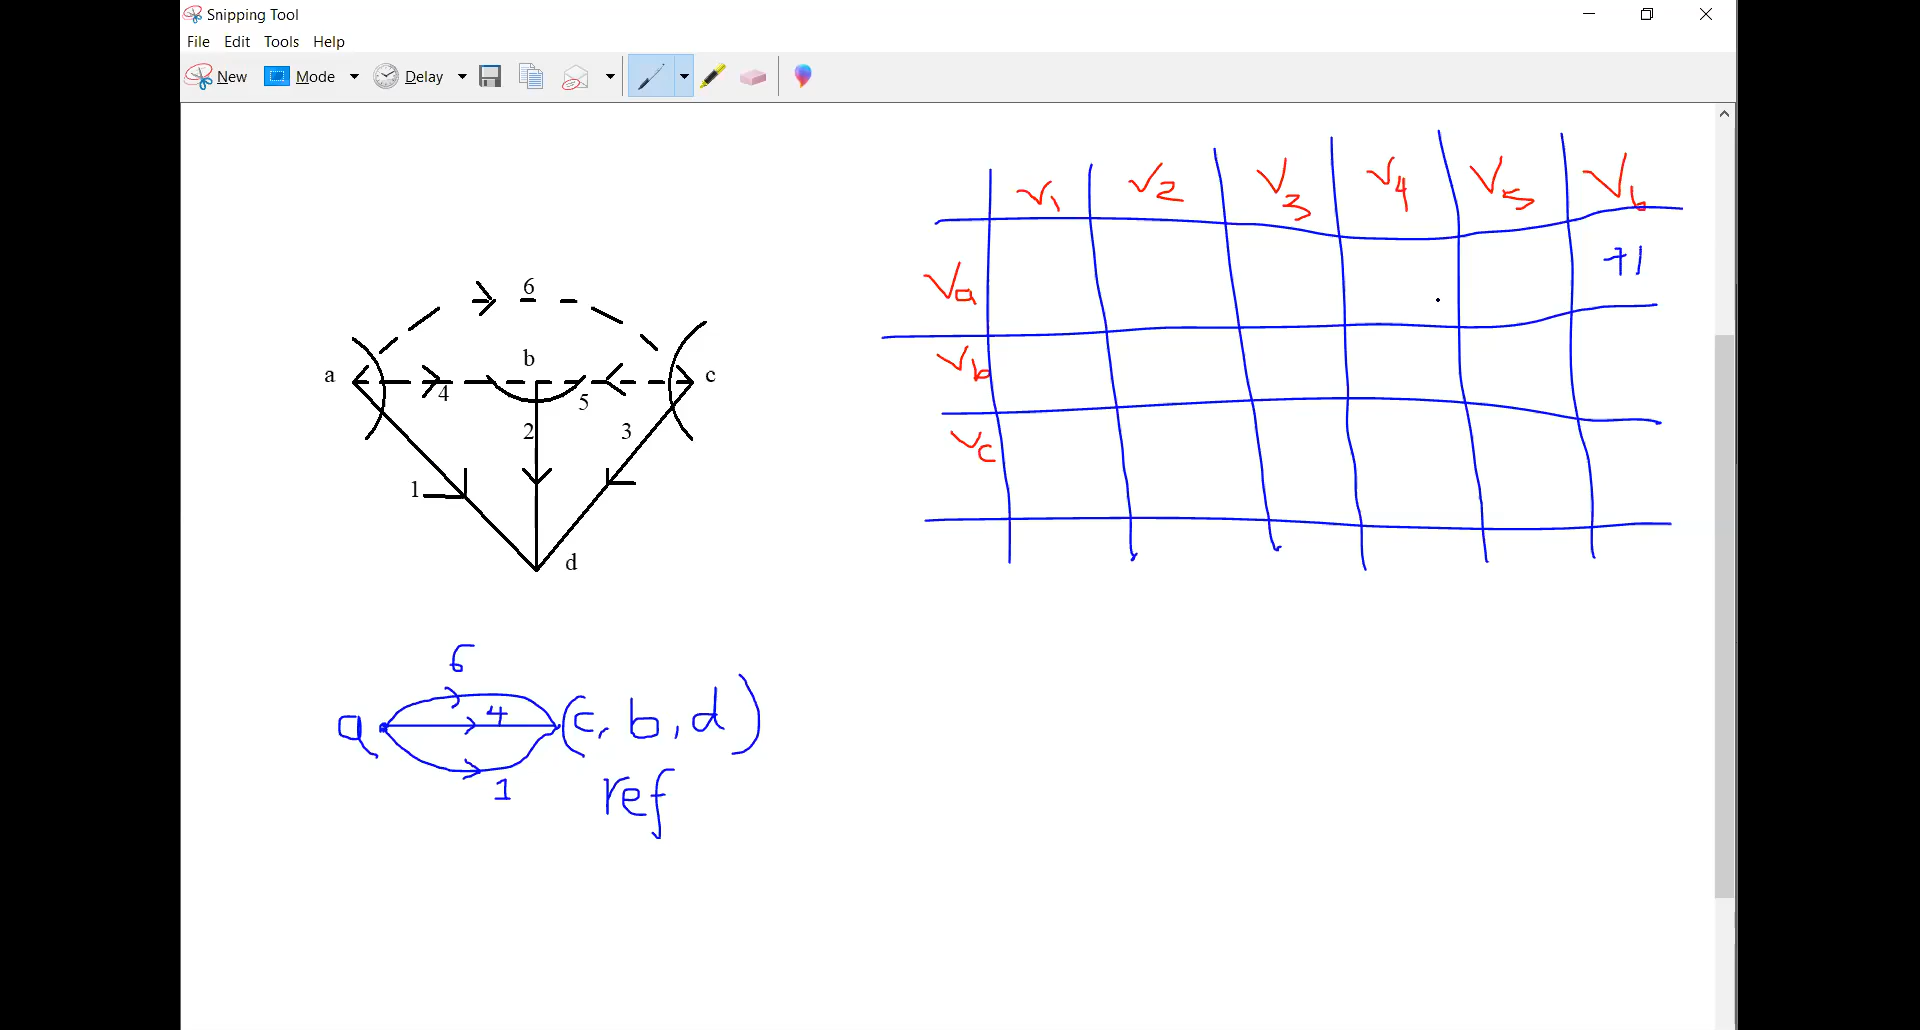 Snipping Tool
File Edit Tools Help
New Mode Delay
6
a b c
4 5
2 3
1
d
V1 V2 V3 V4 V5 V6
Va +1
Vb
Vc
6
a 4 (c, b, d)
1 ref